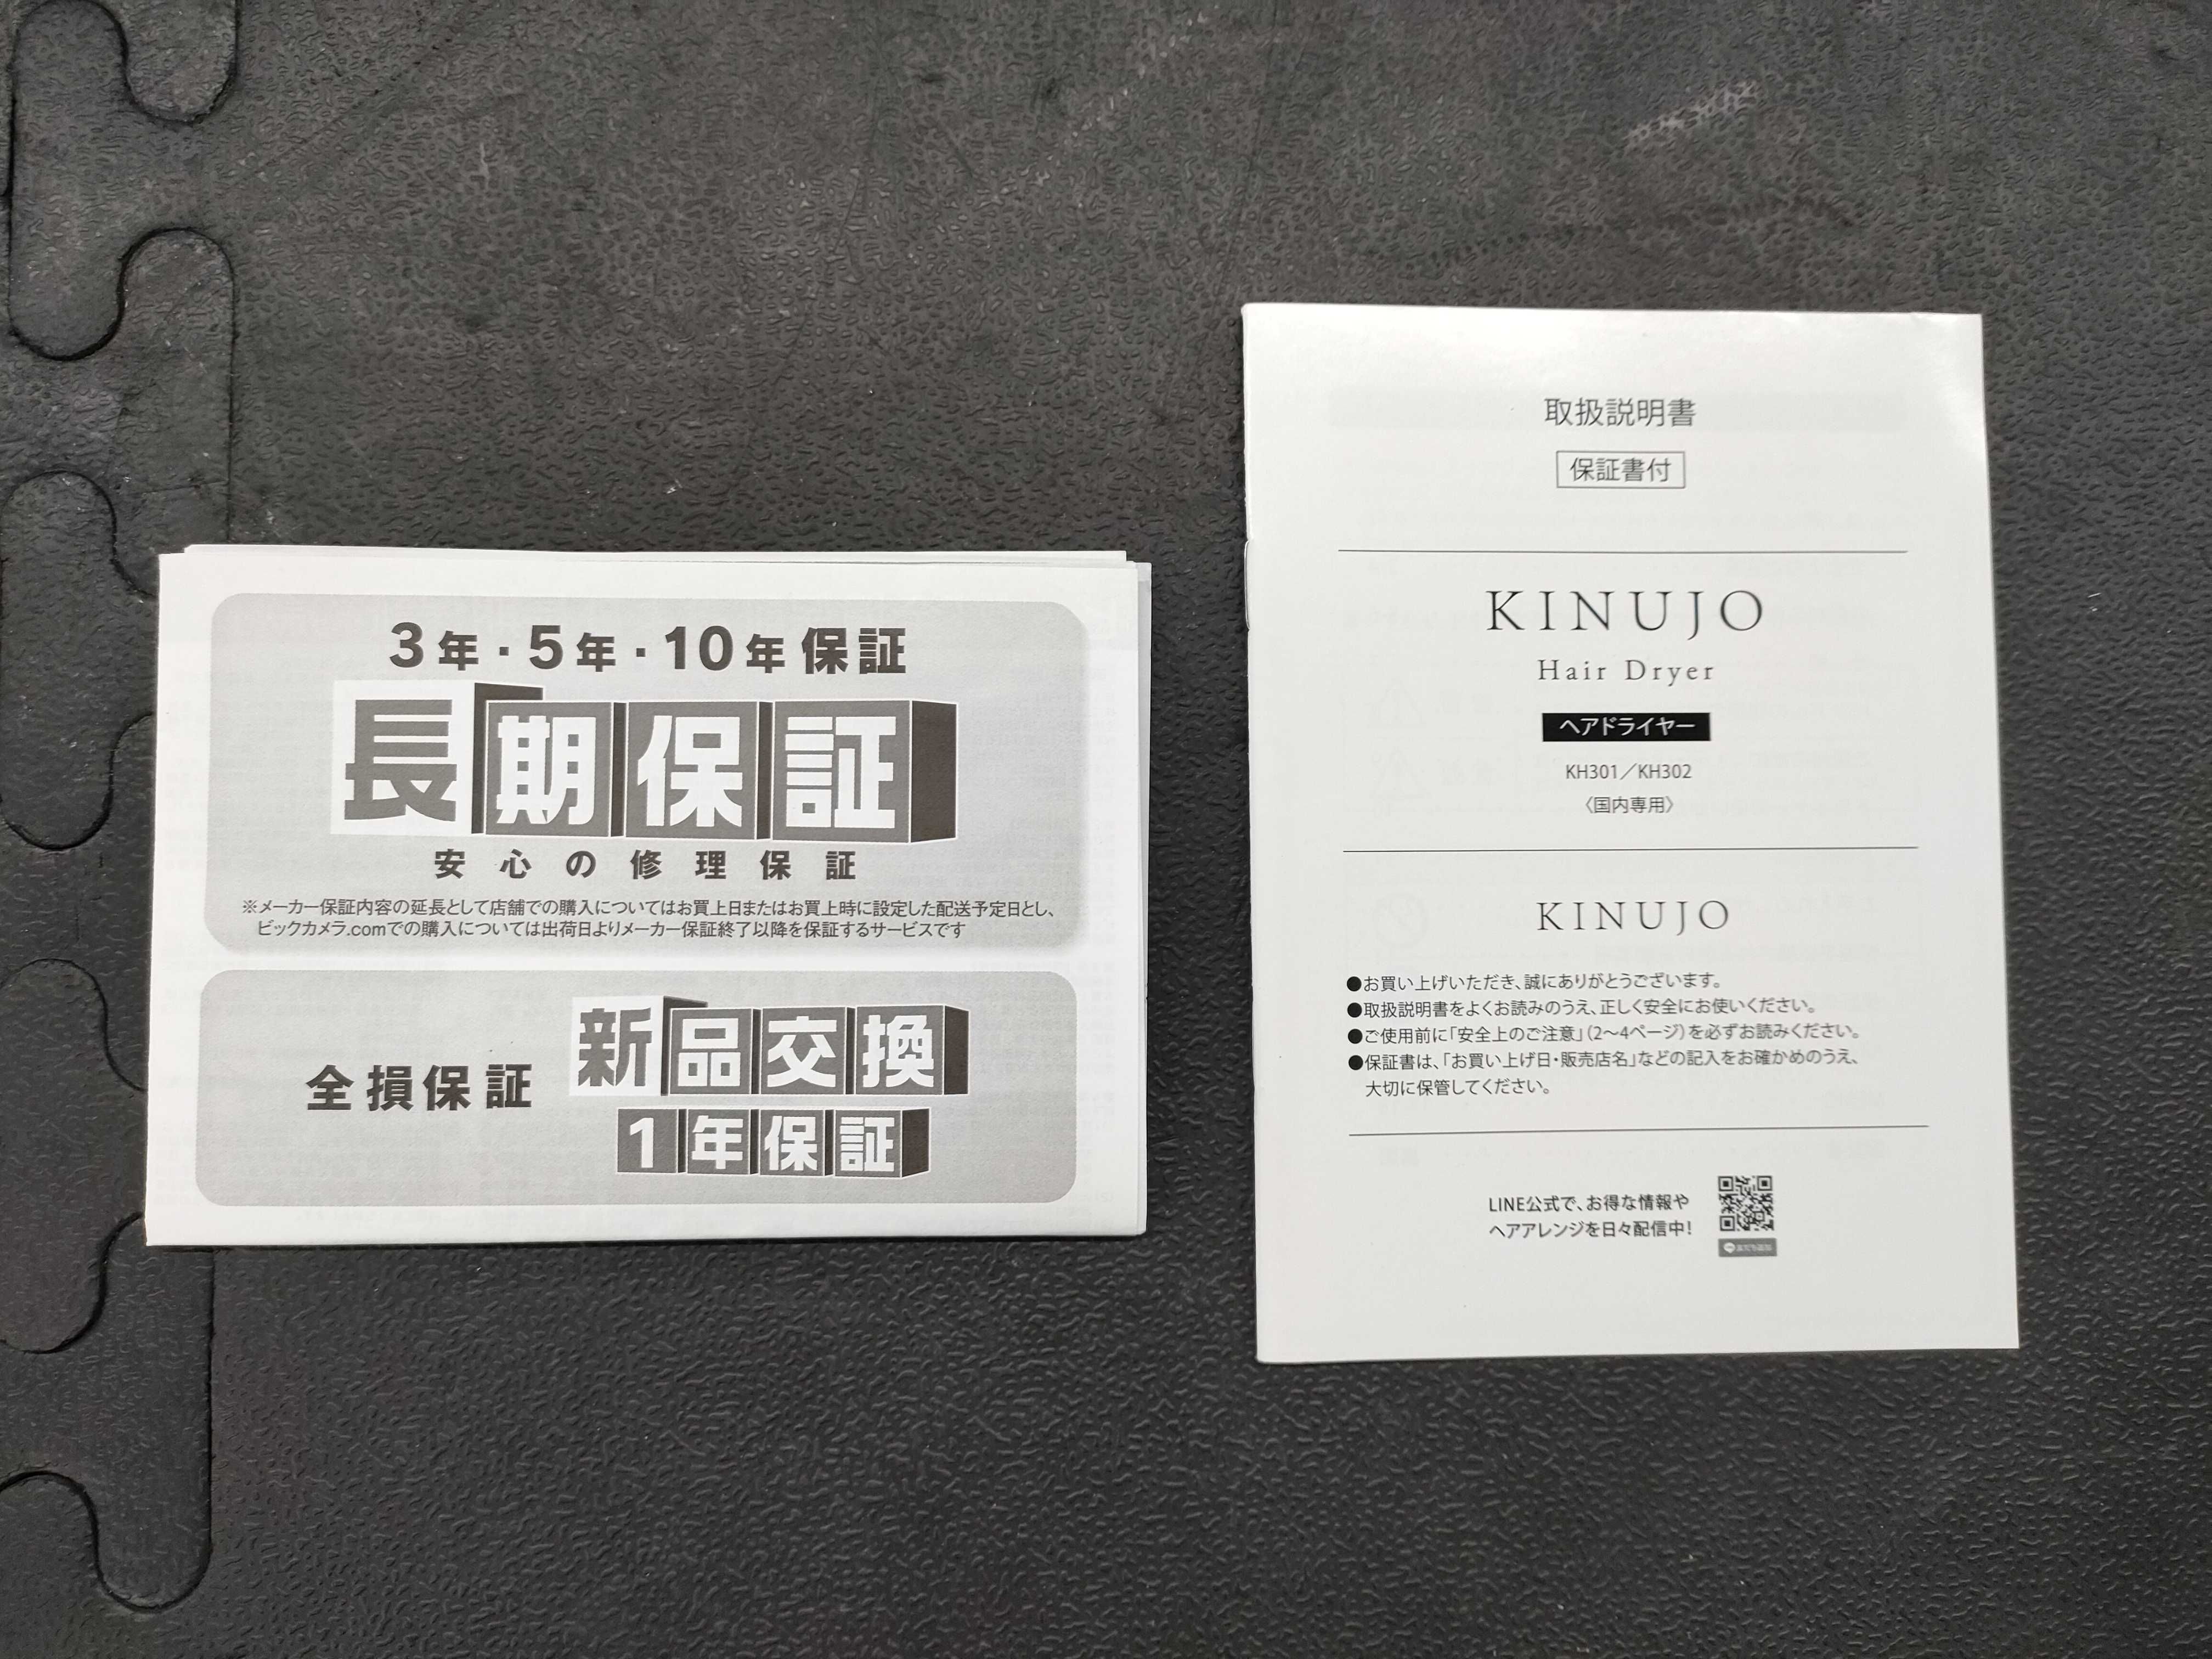 3年・5年・10年保証
長期保証
安心の修理保証
※メーカー保証内容の延長として店舗での購入についてはお買上日またはお買上時に設定した配送予定日とし、
ビックカメラ.comでの購入については出荷日よりメーカー保証終了以降を保証するサービスです
全損保証
新品交換
1年保証
取扱説明書
保証書付
KINUJO
Hair Dryer
ヘアドライヤー
KH301／KH302
〈国内専用〉
KINUJO
●お買い上げいただき、誠にありがとうございます。
●取扱説明書をよくお読みのうえ、正しく安全にお使いください。
●ご使用前に「安全上のご注意」（2〜4ページ）を必ずお読みください。
●保証書は、「お買い上げ日・販売店名」などの記入をお確かめのうえ、
大切に保管してください。
LINE公式で、お得な情報や
ヘアアレンジを日々配信中！
友だち追加